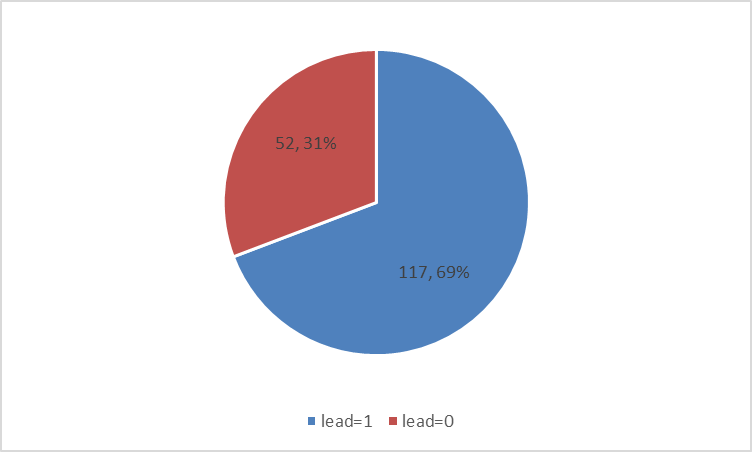 52, 31%
117, 69%
lead=1 lead=0